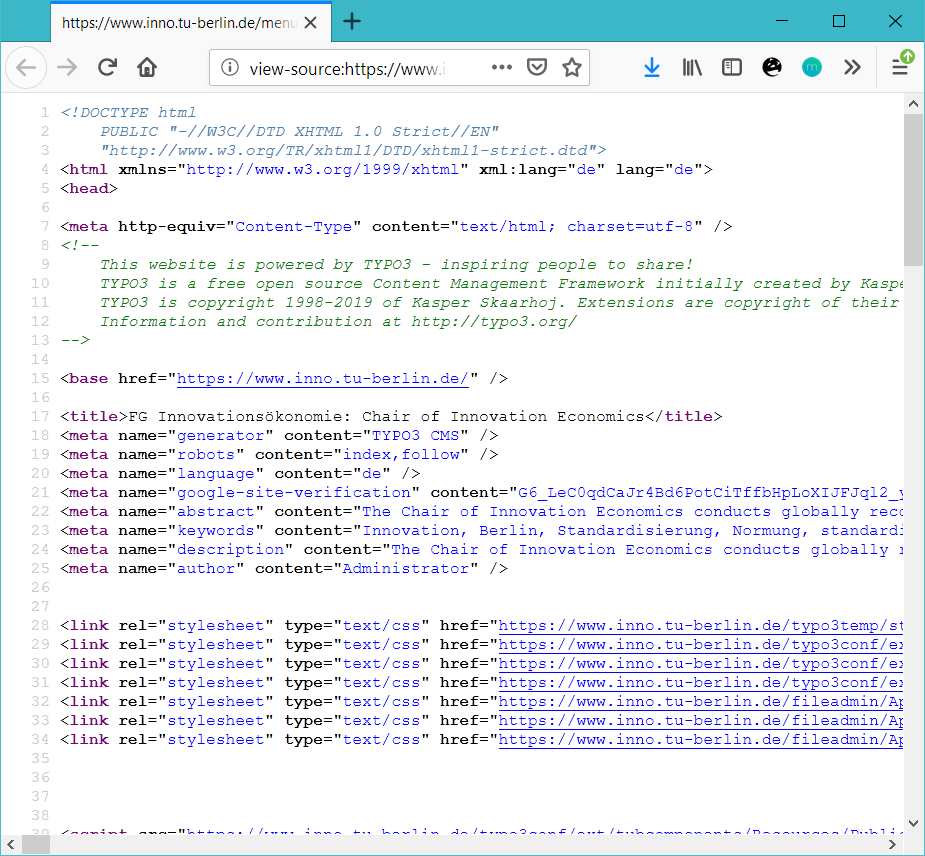 https://www.inno.tu-berlin.de/menu
view-source:https://www.i
m
1 <!DOCTYPE html
2 PUBLIC "-//W3C//DTD XHTML 1.0 Strict//EN"
3 "http://www.w3.org/TR/xhtml1/DTD/xhtml1-strict.dtd">
4 <html xmlns="http://www.w3.org/1999/xhtml" xml:lang="de" lang="de">
5 <head>
6
7 <meta http-equiv="Content-Type" content="text/html; charset=utf-8" />
8 <!--
9 This website is powered by TYPO3 - inspiring people to share!
10 TYPO3 is a free open source Content Management Framework initially created by Kaspe
11 TYPO3 is copyright 1998-2019 of Kasper Skaarhoj. Extensions are copyright of their
12 Information and contribution at http://typo3.org/
13 -->
14
15 <base href="https://www.inno.tu-berlin.de/" />
16
17 <title>FG Innovationsökonomie: Chair of Innovation Economics</title>
18 <meta name="generator" content="TYPO3 CMS" />
19 <meta name="robots" content="index,follow" />
20 <meta name="language" content="de" />
21 <meta name="google-site-verification" content="G6_LeC0qdCaJr4Bd6PotCiTffbHpLoXIJFJql2_y
22 <meta name="abstract" content="The Chair of Innovation Economics conducts globally reco
23 <meta name="keywords" content="Innovation, Berlin, Standardisierung, Normung, standardi
24 <meta name="description" content="The Chair of Innovation Economics conducts globally r
25 <meta name="author" content="Administrator" />
26
27
28 <link rel="stylesheet" type="text/css" href="https://www.inno.tu-berlin.de/typo3temp/st
29 <link rel="stylesheet" type="text/css" href="https://www.inno.tu-berlin.de/typo3conf/ex
30 <link rel="stylesheet" type="text/css" href="https://www.inno.tu-berlin.de/typo3conf/ex
31 <link rel="stylesheet" type="text/css" href="https://www.inno.tu-berlin.de/typo3conf/ex
32 <link rel="stylesheet" type="text/css" href="https://www.inno.tu-berlin.de/fileadmin/Ap
33 <link rel="stylesheet" type="text/css" href="https://www.inno.tu-berlin.de/fileadmin/Ap
34 <link rel="stylesheet" type="text/css" href="https://www.inno.tu-berlin.de/fileadmin/Ap
35
36
37
38
39 <script src="https://www.inno.tu-berlin.de/typo3conf/ext/tubcomponents/Resources/Public